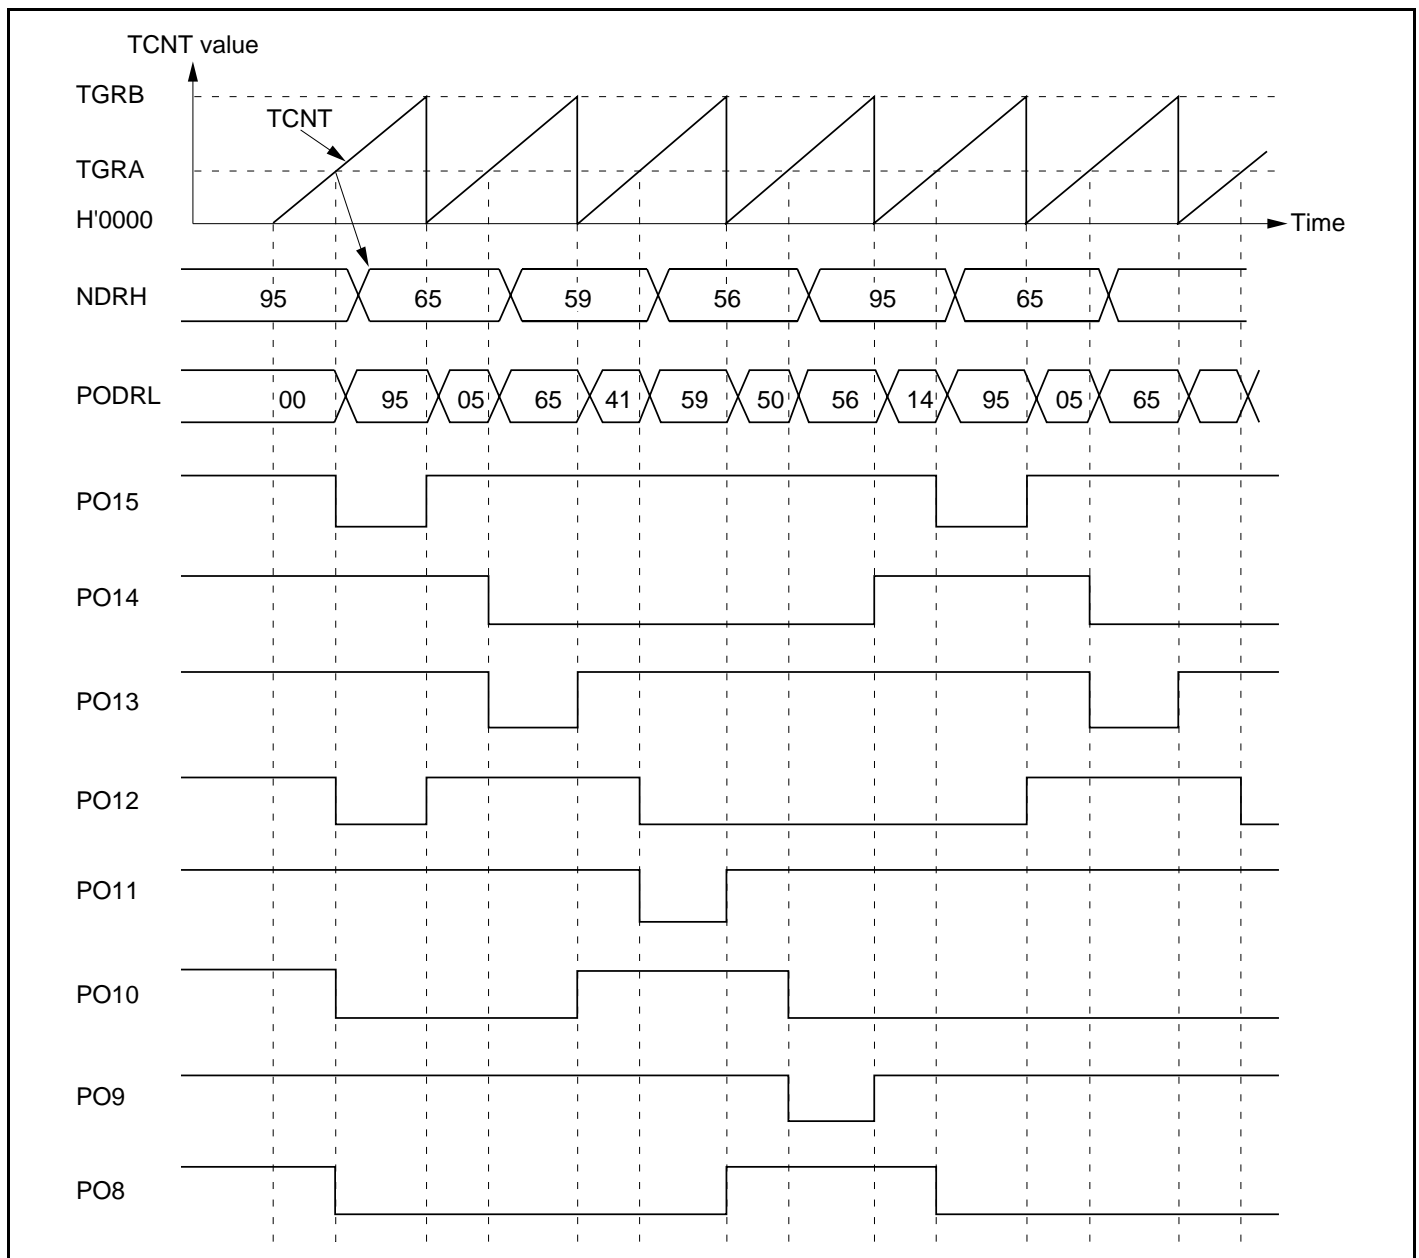 TCNT value
TGRB
TCNT
TGRA
H'0000
Time
NDRH
95 65 59 56 95 65
PODRL
00 95 05 65 41 59 50 56 14 95 05 65
PO15
PO14
PO13
PO12
PO11
PO10
PO9
PO8